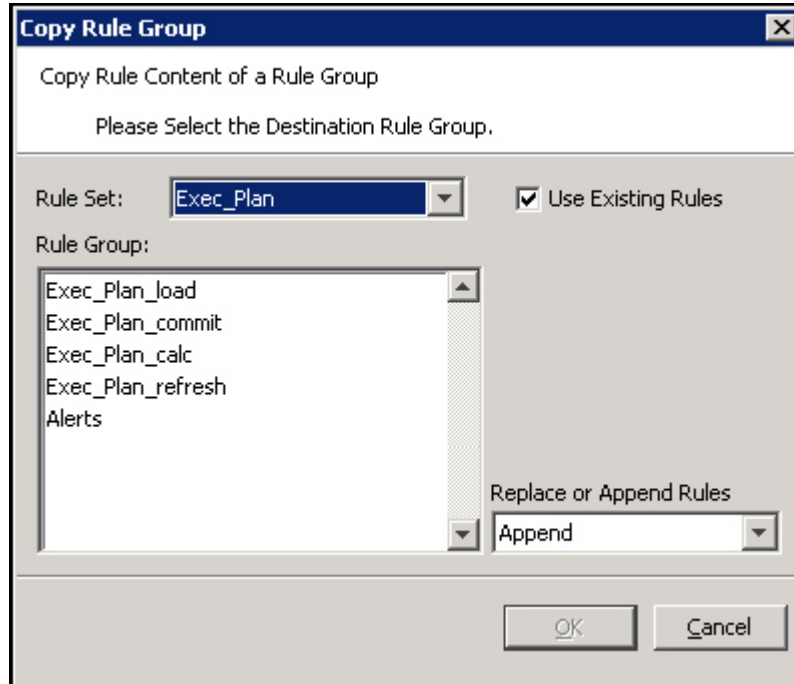 Copy Rule Group
Copy Rule Content of a Rule Group
Please Select the Destination Rule Group.
Rule Set: Exec_Plan Use Existing Rules
Rule Group:
Exec_Plan_load
Exec_Plan_commit
Exec_Plan_calc
Exec_Plan_refresh
Alerts
Replace or Append Rules
Append
OK Cancel